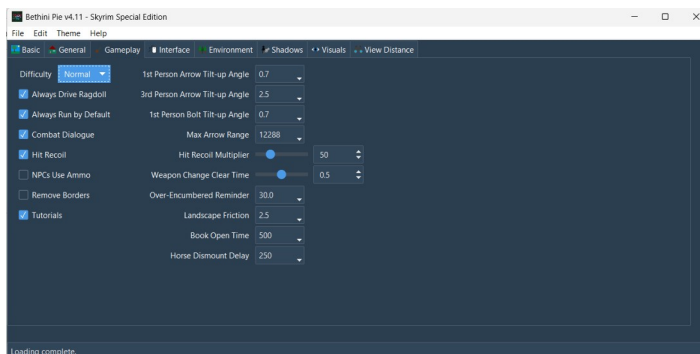 Bethini Pie v4.11 - Skyrim Special Edition
File Edit Theme Help
Basic General Gameplay Interface Environment Shadows Visuals View Distance
Difficulty Normal 1st Person Arrow Tilt-up Angle 0.7
Always Drive Ragdoll 3rd Person Arrow Tilt-up Angle 2.5
Always Run by Default 1st Person Bolt Tilt-up Angle 0.7
Combat Dialogue Max Arrow Range 12288
Hit Recoil Hit Recoil Multiplier 50
NPCs Use Ammo Weapon Change Clear Time 0.5
Remove Borders Over-Encumbered Reminder 30.0
Tutorials Landscape Friction 2.5
Book Open Time 500
Horse Dismount Delay 250
Loading complete.